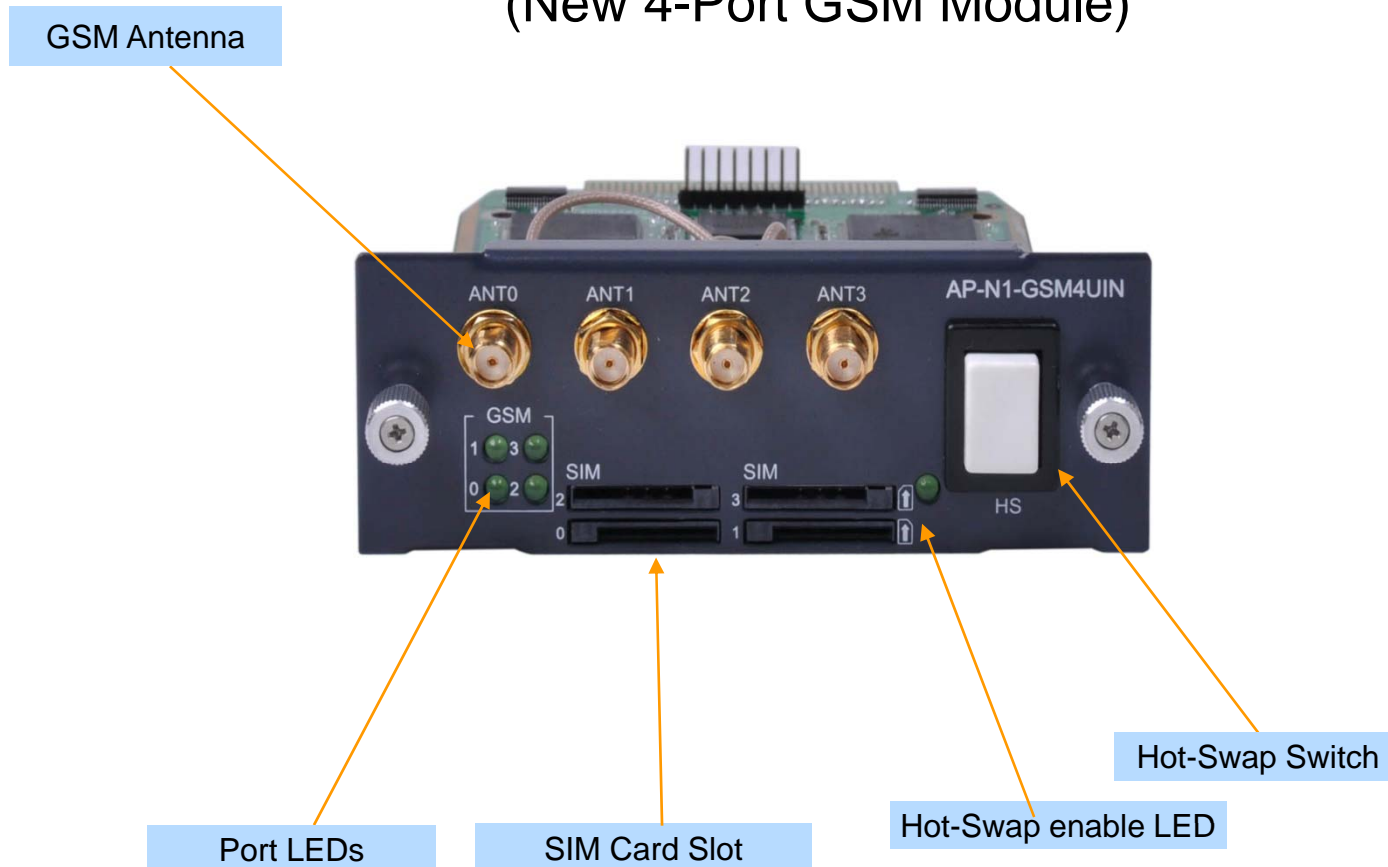 (New 4-Port GSM Module)
GSM Antenna
ANT0 ANT1 ANT2 ANT3 AP-N1-GSM4UIN
GSM
1 3
0 2
SIM SIM
2 3
0 1
HS
Hot-Swap Switch
Hot-Swap enable LED
Port LEDs
SIM Card Slot